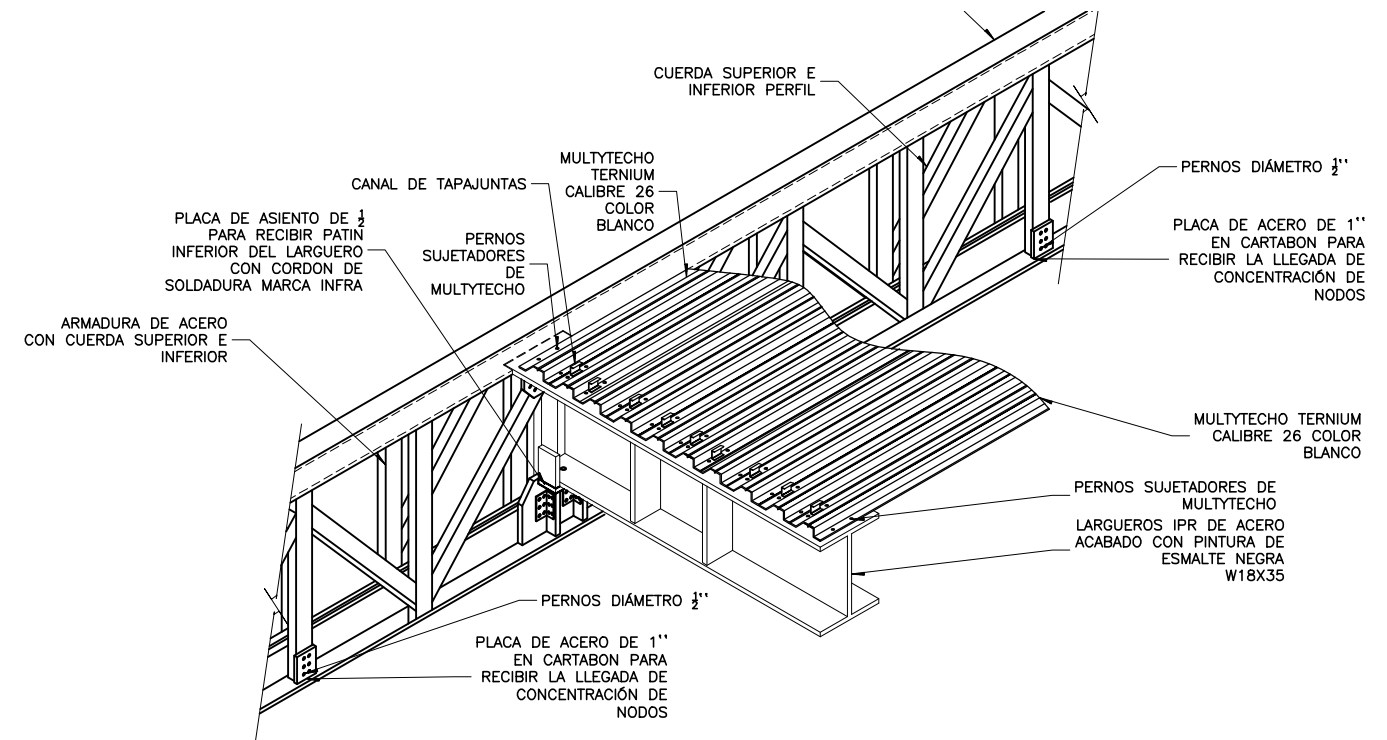 CUERDA SUPERIOR E
INFERIOR PERFIL
MULTYTECHO
TERNIUM
CALIBRE 26
COLOR
BLANCO
CANAL DE TAPAJUNTAS
PERNOS DIÁMETRO ½''
PLACA DE ASIENTO DE ½
PARA RECIBIR PATIN
INFERIOR DEL LARGUERO
CON CORDON DE
SOLDADURA MARCA INFRA
PERNOS
SUJETADORES
DE
MULTYTECHO
PLACA DE ACERO DE 1''
EN CARTABON PARA
RECIBIR LA LLEGADA DE
CONCENTRACIÓN DE
NODOS
ARMADURA DE ACERO
CON CUERDA SUPERIOR E
INFERIOR
MULTYTECHO TERNIUM
CALIBRE 26 COLOR
BLANCO
PERNOS SUJETADORES DE
MULTYTECHO
LARGUEROS IPR DE ACERO
ACABADO CON PINTURA DE
ESMALTE NEGRA
W18X35
PERNOS DIÁMETRO ½''
PLACA DE ACERO DE 1''
EN CARTABON PARA
RECIBIR LA LLEGADA DE
CONCENTRACIÓN DE
NODOS